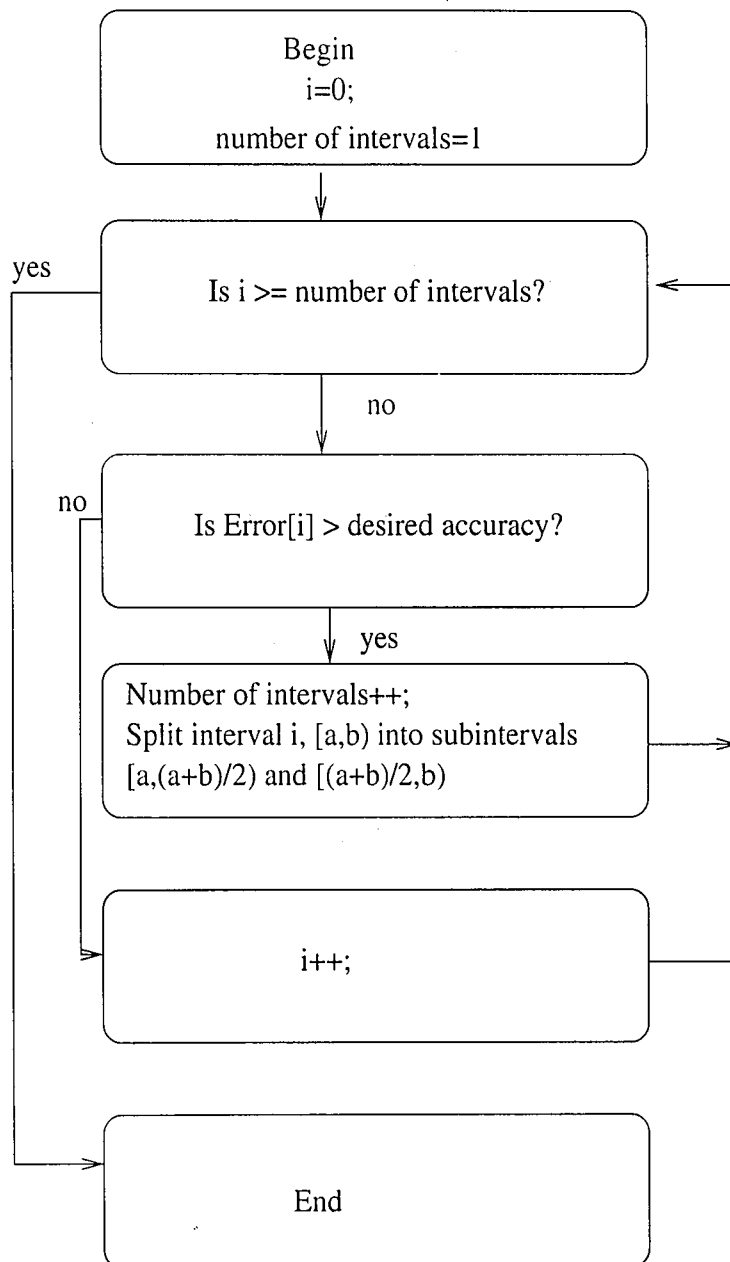 Begin
i=0;
number of intervals=1
yes
Is i >= number of intervals?
no
no
Is Error[i] > desired accuracy?
yes
Number of intervals++;
Split interval i, [a,b) into subintervals
[a,(a+b)/2) and [(a+b)/2,b)
i++;
End